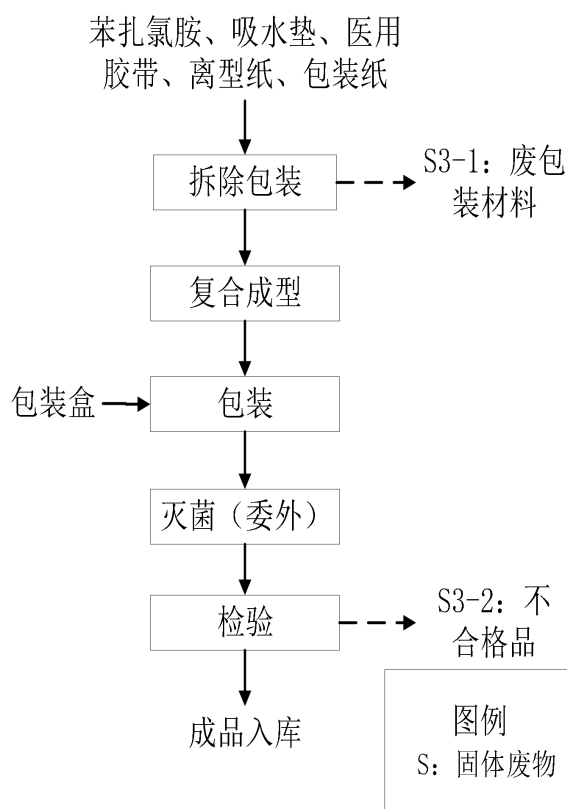 苯扎氯胺、吸水垫、医用
胶带、离型纸、包装纸
拆除包装
S3-1：废包
装材料
复合成型
包装盒
包装
灭菌（委外）
检验
S3-2：不
合格品
成品入库
图例
S：固体废物